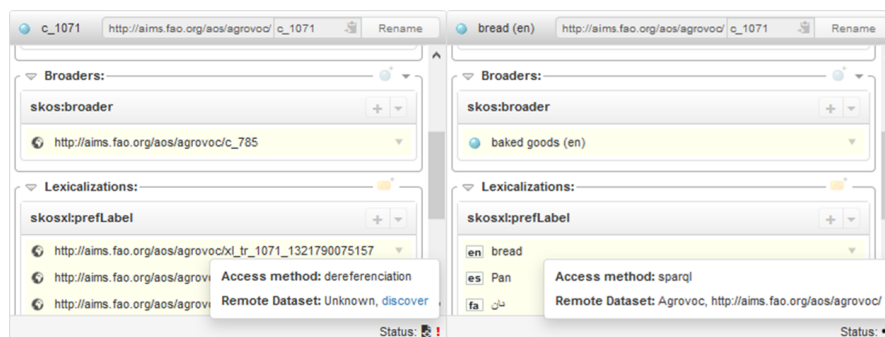 c_1071
http://aims.fao.org/aos/agrovoc/ c_1071
Rename
Broaders:
skos:broader
http://aims.fao.org/aos/agrovoc/c_785
Lexicalizations:
skosxl:prefLabel
http://aims.fao.org/aos/agrovoc/xl_tr_1071_1321790075157
http://aims.fao.org/aos/agrov
http://aims.fao.org/aos/agrov
Access method: dereferenciation
Remote Dataset: Unknown, discover
Status: !
bread (en)
http://aims.fao.org/aos/agrovoc/ c_1071
Rename
Broaders:
skos:broader
baked goods (en)
Lexicalizations:
skosxl:prefLabel
en bread
es Pan
fa نان
Access method: sparql
Remote Dataset: Agrovoc, http://aims.fao.org/aos/agrovoc/
Status: